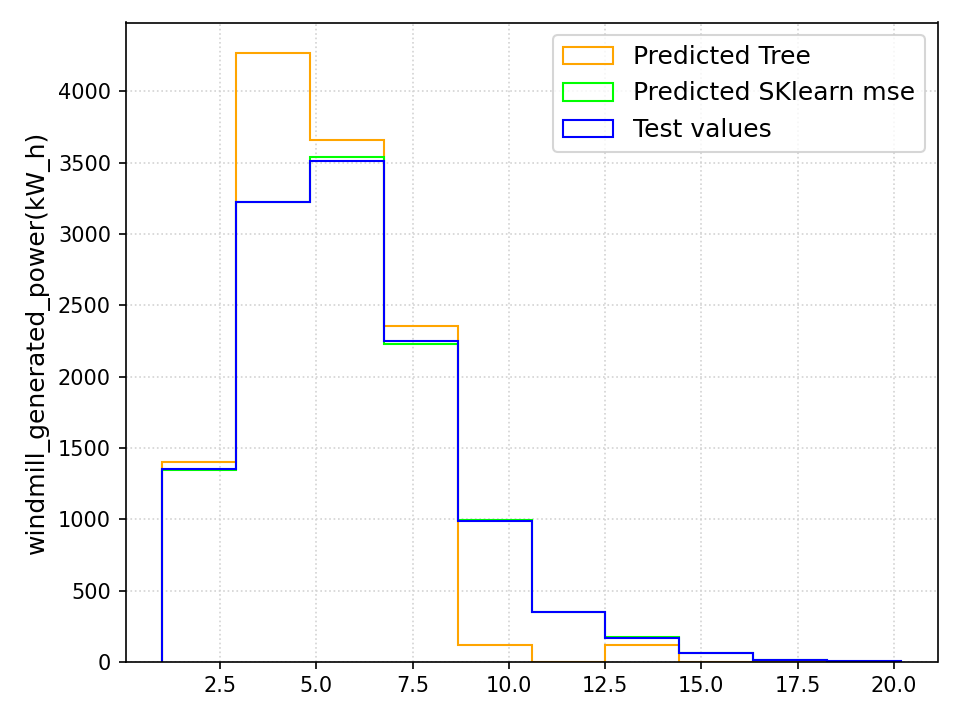 Predicted Tree
Predicted SKlearn mse
Test values
windmill_generated_power(kW_h)
4000
3500
3000
2500
2000
1500
1000
500
0
2.5 5.0 7.5 10.0 12.5 15.0 17.5 20.0